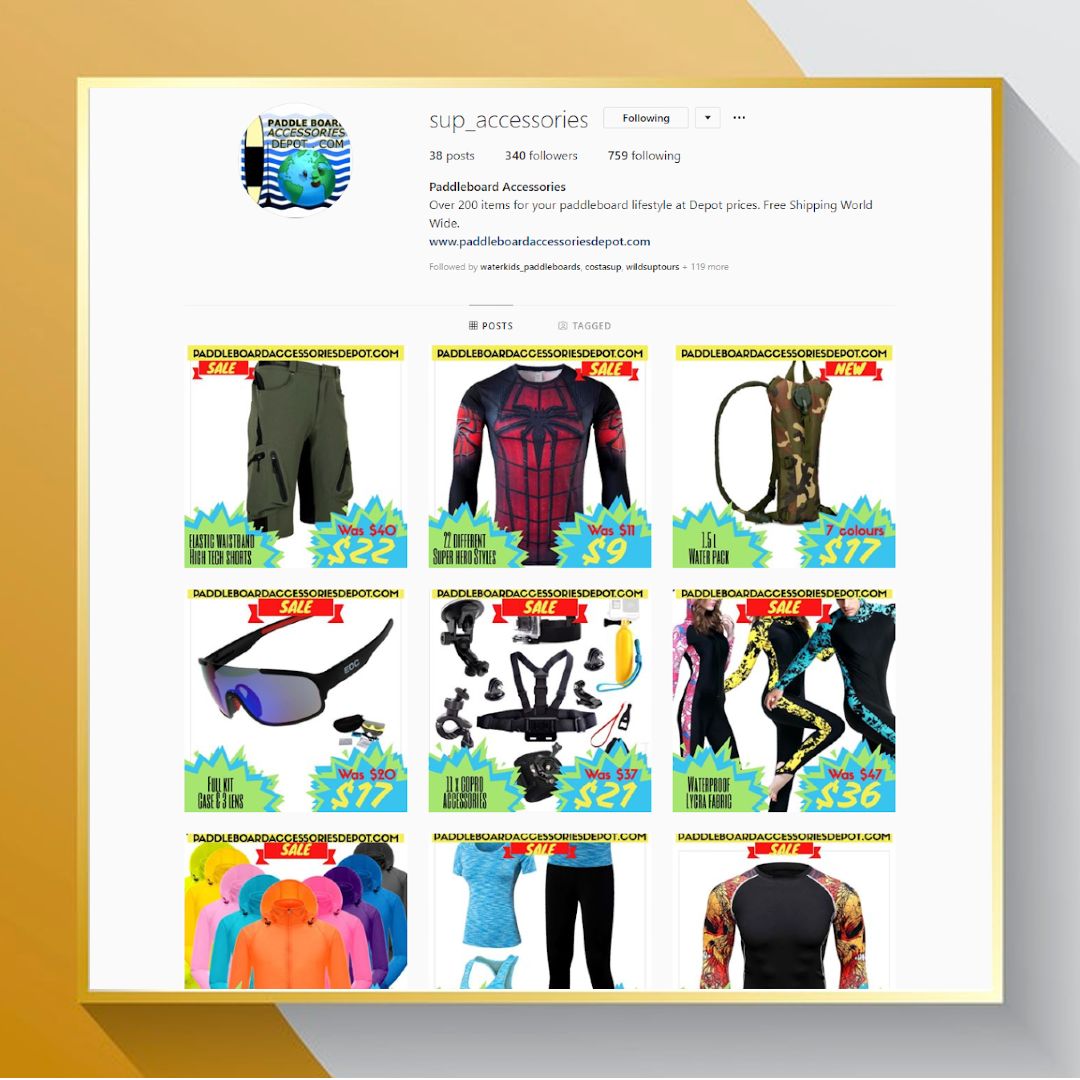 PADDLE BOARD
ACCESSORIES
DEPOT . COM
sup_accessories
Following
38 posts 340 followers 759 following
Paddleboard Accessories
Over 200 items for your paddleboard lifestyle at Depot prices. Free Shipping World
Wide.
www.paddleboardaccessoriesdepot.com
Followed by waterkids_paddleboards, costasup, wildsuptours + 119 more
POSTS TAGGED
PADDLEBOARDACCESSORIESDEPOT.COM
SALE
ELASTIC WAISTBAND
HIGH TECH SHORTS
Was $40
$22
PADDLEBOARDACCESSORIESDEPOT.COM
SALE
22 DIFFERENT
SUPER HERO STYLES
Was $11
$9
PADDLEBOARDACCESSORIESDEPOT.COM
NEW
1.5 L
WATER PACK
7 colours
$17
PADDLEBOARDACCESSORIESDEPOT.COM
SALE
EOC
FULL KIT
CASE & 3 LENS
Was $20
$17
PADDLEBOARDACCESSORIESDEPOT.COM
SALE
11 X GOPRO
ACCESSORIES
Was $37
$21
PADDLEBOARDACCESSORIESDEPOT.COM
SALE
WATERPROOF
LYCRA FABRIC
Was $47
$36
PADDLEBOARDACCESSORIESDEPOT.COM
SALE
PADDLEBOARDACCESSORIESDEPOT.COM
SALE
PADDLEBOARDACCESSORIESDEPOT.COM
SALE